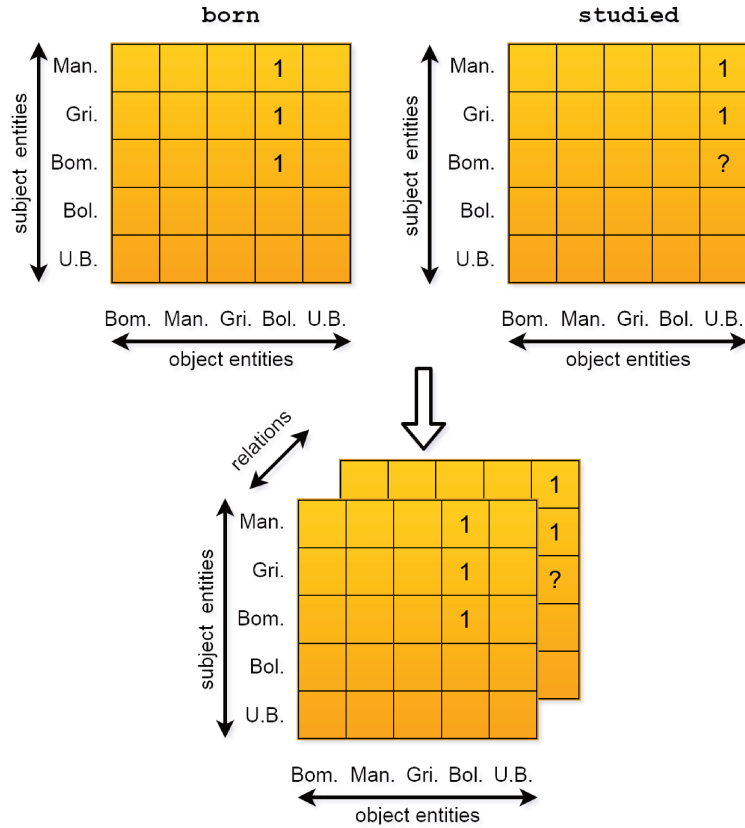 born
studied
subject entities
Man. 1
Gri. 1
Bom. 1
Bol.
U.B.
Bom. Man. Gri. Bol. U.B.
object entities
subject entities
Man. 1
Gri. 1
Bom. ?
Bol.
U.B.
Bom. Man. Gri. Bol. U.B.
object entities
relations
subject entities
1
1
?
Man. 1
Gri. 1
Bom. 1
Bol.
U.B.
Bom. Man. Gri. Bol. U.B.
object entities